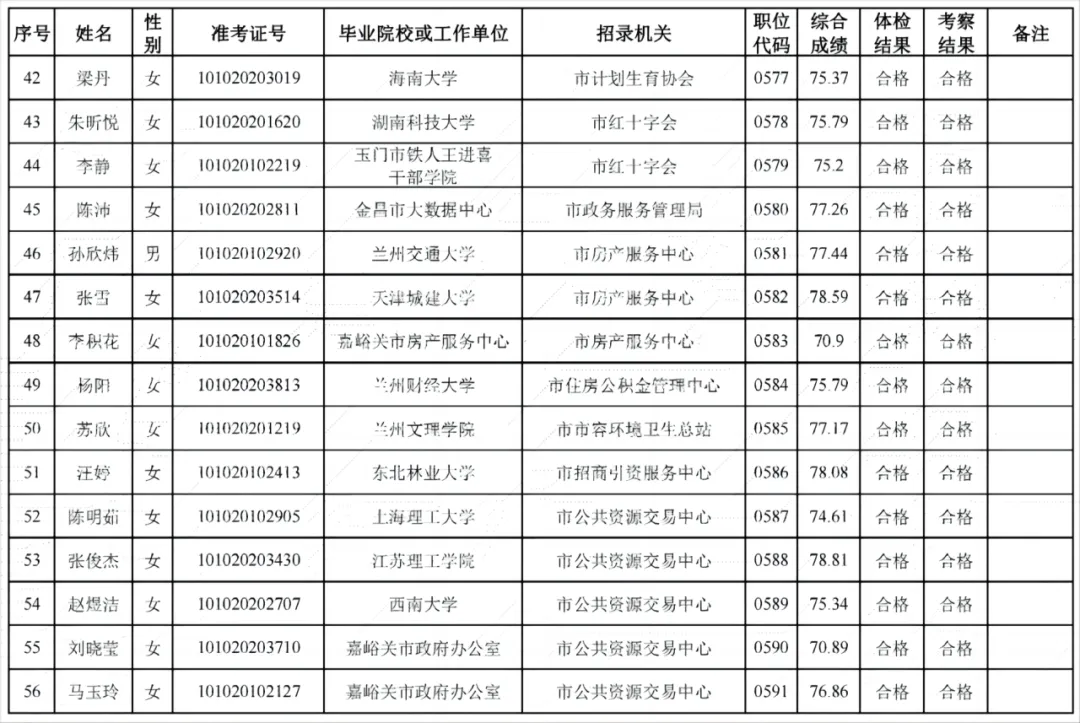 序号 姓名 性别 准考证号 毕业院校或工作单位 招录机关 职位代码 综合成绩 体检结果 考察结果 备注
42 梁丹 女 101020203019 海南大学 市计划生育协会 0577 75.37 合格 合格
43 朱昕悦 女 101020201620 湖南科技大学 市红十字会 0578 75.79 合格 合格
44 李静 女 101020102219 玉门市铁人王进喜干部学院 市红十字会 0579 75.2 合格 合格
45 陈沛 女 101020202811 金昌市大数据中心 市政务服务管理局 0580 77.26 合格 合格
46 孙欣炜 男 101020102920 兰州交通大学 市房产服务中心 0581 77.44 合格 合格
47 张雪 女 101020203514 天津城建大学 市房产服务中心 0582 78.59 合格 合格
48 李积花 女 101020101826 嘉峪关市房产服务中心 市房产服务中心 0583 70.9 合格 合格
49 杨阳 女 101020203813 兰州财经大学 市住房公积金管理中心 0584 75.79 合格 合格
50 苏欣 女 101020201219 兰州文理学院 市市容环境卫生总站 0585 77.17 合格 合格
51 汪婷 女 101020102413 东北林业大学 市招商引资服务中心 0586 78.08 合格 合格
52 陈明茹 女 101020102905 上海理工大学 市公共资源交易中心 0587 74.61 合格 合格
53 张俊杰 女 101020203430 江苏理工学院 市公共资源交易中心 0588 78.81 合格 合格
54 赵煜洁 女 101020202707 西南大学 市公共资源交易中心 0589 75.34 合格 合格
55 刘晓莹 女 101020203710 嘉峪关市政府办公室 市公共资源交易中心 0590 70.89 合格 合格
56 马玉玲 女 101020102127 嘉峪关市政府办公室 市公共资源交易中心 0591 76.86 合格 合格